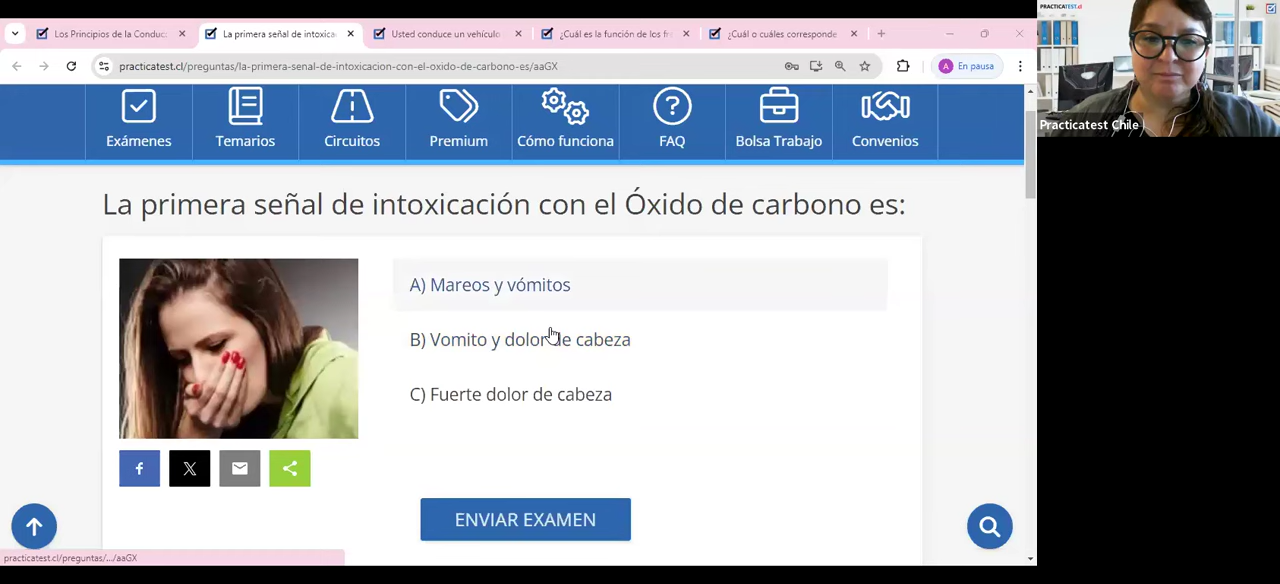 Los Principios de la Conduc
La primera señal de intoxica
Usted conduce un vehículo
¿Cuál es la función de los fr
¿Cuál o cuáles corresponde
practicatest.cl/preguntas/la-primera-senal-de-intoxicacion-con-el-oxido-de-carbono-es/aaGX
A
En pausa
PRACTICATEST.cl
Practicatest Chile
Exámenes
Temarios
Circuitos
Premium
Cómo funciona
FAQ
Bolsa Trabajo
Convenios
La primera señal de intoxicación con el Óxido de carbono es:
A) Mareos y vómitos
B) Vomito y dolor de cabeza
C) Fuerte dolor de cabeza
ENVIAR EXAMEN
practicatest.cl/preguntas/.../aaGX